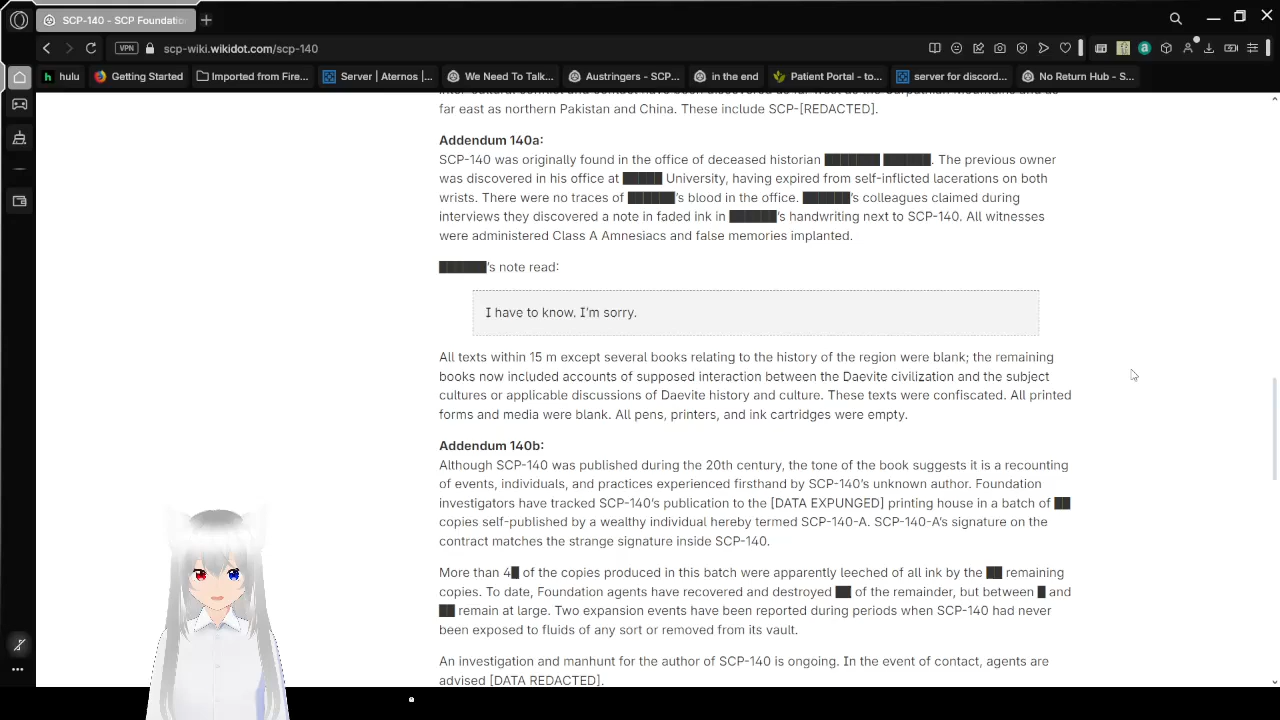 SCP-140 - SCP Foundatio
scp-wiki.wikidot.com/scp-140
VPN
hulu
Getting Started
Imported from Fire...
Server | Aternos |...
We Need To Talk...
Austringers - SCP...
in the end
Patient Portal - to...
server for discord...
No Return Hub - S...
far east as northern Pakistan and China. These include SCP-[REDACTED].
Addendum 140a:
SCP-140 was originally found in the office of deceased historian ███████ ██████. The previous owner
was discovered in his office at █████ University, having expired from self-inflicted lacerations on both
wrists. There were no traces of ██████'s blood in the office. ██████'s colleagues claimed during
interviews they discovered a note in faded ink in ██████'s handwriting next to SCP-140. All witnesses
were administered Class A Amnesiacs and false memories implanted.
██████'s note read:
I have to know. I'm sorry.
All texts within 15 m except several books relating to the history of the region were blank; the remaining
books now included accounts of supposed interaction between the Daevite civilization and the subject
cultures or applicable discussions of Daevite history and culture. These texts were confiscated. All printed
forms and media were blank. All pens, printers, and ink cartridges were empty.
Addendum 140b:
Although SCP-140 was published during the 20th century, the tone of the book suggests it is a recounting
of events, individuals, and practices experienced firsthand by SCP-140's unknown author. Foundation
investigators have tracked SCP-140's publication to the [DATA EXPUNGED] printing house in a batch of ██
copies self-published by a wealthy individual hereby termed SCP-140-A. SCP-140-A's signature on the
contract matches the strange signature inside SCP-140.
More than 4█ of the copies produced in this batch were apparently leeched of all ink by the ██ remaining
copies. To date, Foundation agents have recovered and destroyed ██ of the remainder, but between █ and
██ remain at large. Two expansion events have been reported during periods when SCP-140 had never
been exposed to fluids of any sort or removed from its vault.
An investigation and manhunt for the author of SCP-140 is ongoing. In the event of contact, agents are
advised [DATA REDACTED].